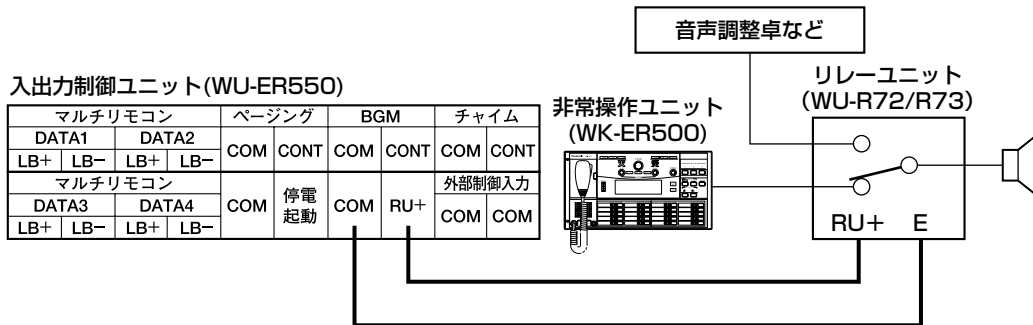 音声調整卓など
入出力制御ユニット(WU-ER550)
リレーユニット
(WU-R72/R73)
非常操作ユニット
(WK-ER500)
マルチリモコン ページング BGM チャイム
DATA1 DATA2 COM CONT COM CONT COM CONT
LB+ LB− LB+ LB−
マルチリモコン COM 停電起動 COM RU+ 外部制御入力
DATA3 DATA4 COM COM
LB+ LB− LB+ LB−
RU+ E